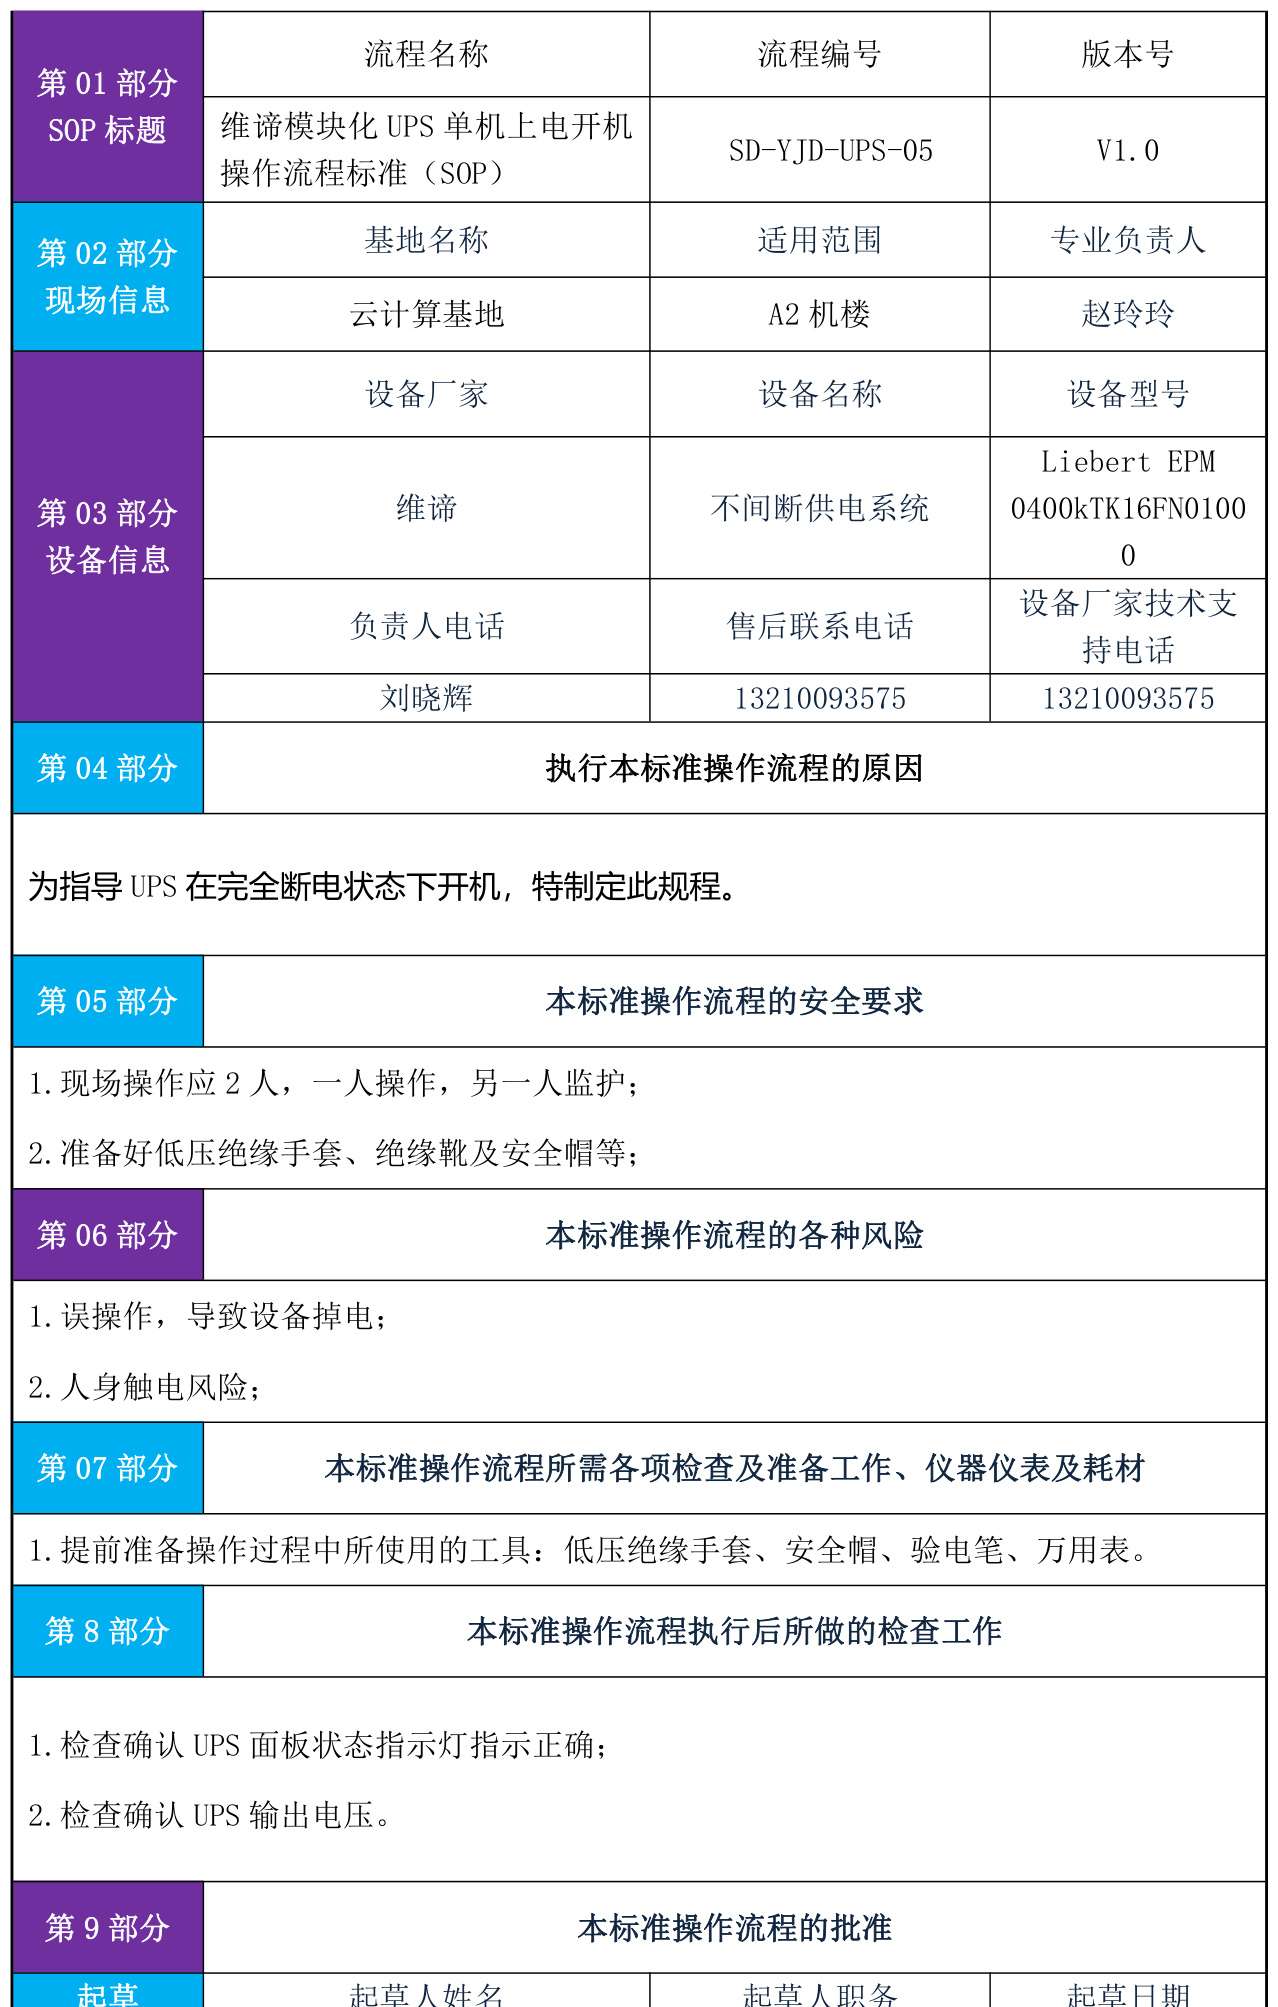 第 01 部分
SOP 标题
流程名称
流程编号
版本号
维谛模块化 UPS 单机上电开机
操作流程标准（SOP）
SD-YJD-UPS-05
V1.0
第 02 部分
现场信息
基地名称
适用范围
专业负责人
云计算基地
A2 机楼
赵玲玲
第 03 部分
设备信息
设备厂家
设备名称
设备型号
维谛
不间断供电系统
Liebert EPM
0400kTK16FN0100
0
负责人电话
售后联系电话
设备厂家技术支
持电话
刘晓辉
13210093575
13210093575
第 04 部分
执行本标准操作流程的原因
为指导 UPS 在完全断电状态下开机，特制定此规程。
第 05 部分
本标准操作流程的安全要求
1.现场操作应 2 人，一人操作，另一人监护；
2.准备好低压绝缘手套、绝缘靴及安全帽等；
第 06 部分
本标准操作流程的各种风险
1.误操作，导致设备掉电；
2.人身触电风险；
第 07 部分
本标准操作流程所需各项检查及准备工作、仪器仪表及耗材
1.提前准备操作过程中所使用的工具：低压绝缘手套、安全帽、验电笔、万用表。
第 8 部分
本标准操作流程执行后所做的检查工作
1.检查确认 UPS 面板状态指示灯指示正确；
2.检查确认 UPS 输出电压。
第 9 部分
本标准操作流程的批准
起草
起草人姓名
起草人职务
起草日期